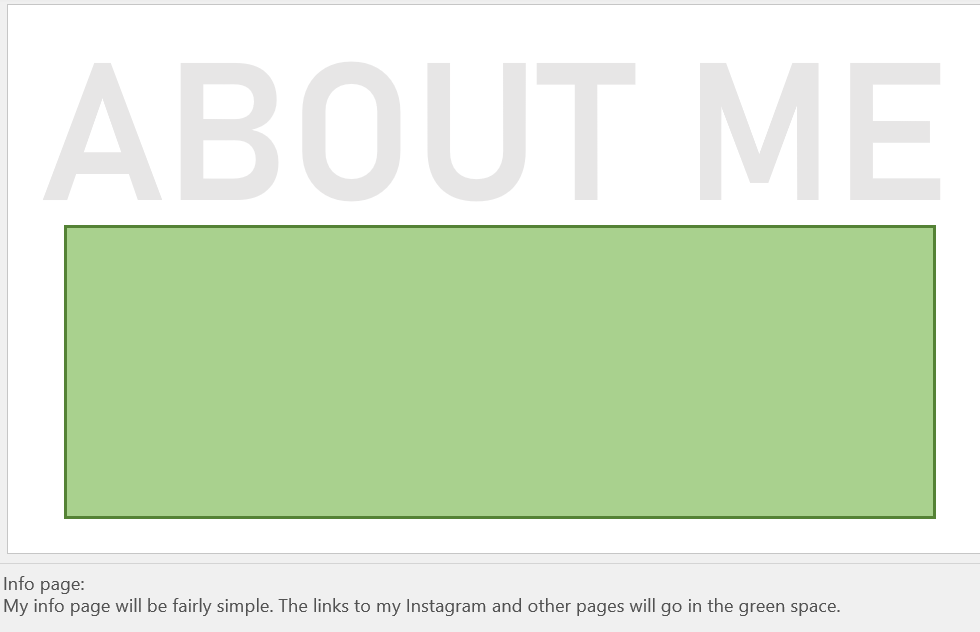 ABOUT ME
Info page:
My info page will be fairly simple. The links to my Instagram and other pages will go in the green space.